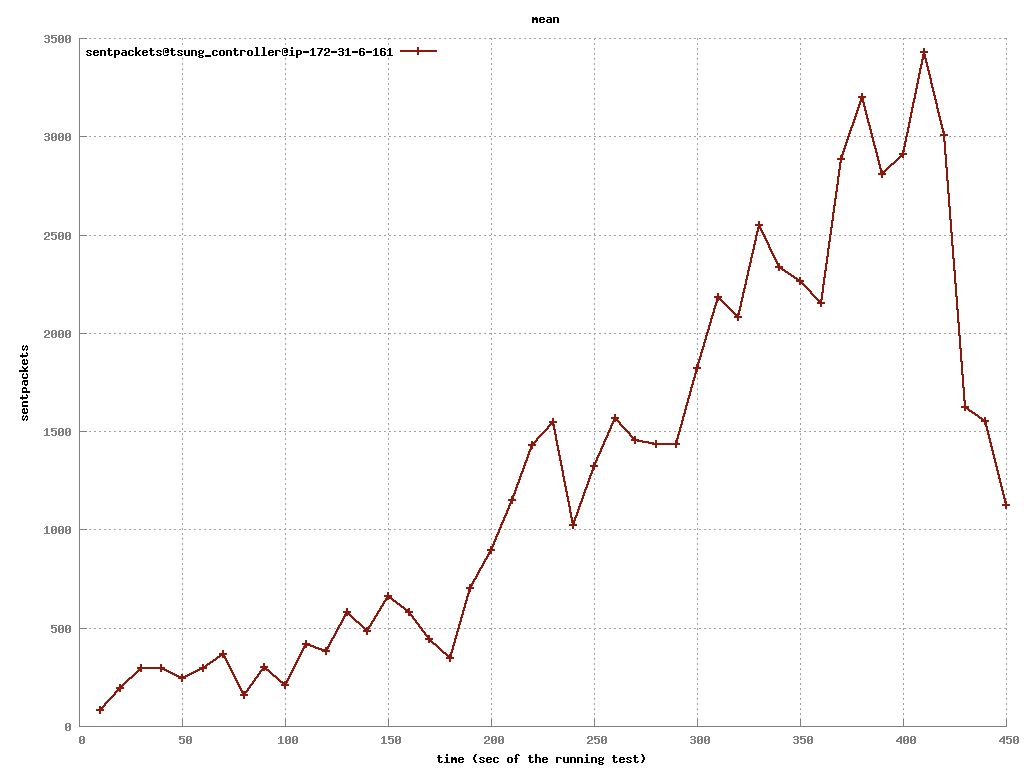 mean
sentpackets@tsung_controller@ip-172-31-6-161
3500
3000
2500
2000
1500
1000
500
0
sentpackets
0 50 100 150 200 250 300 350 400 450
time (sec of the running test)